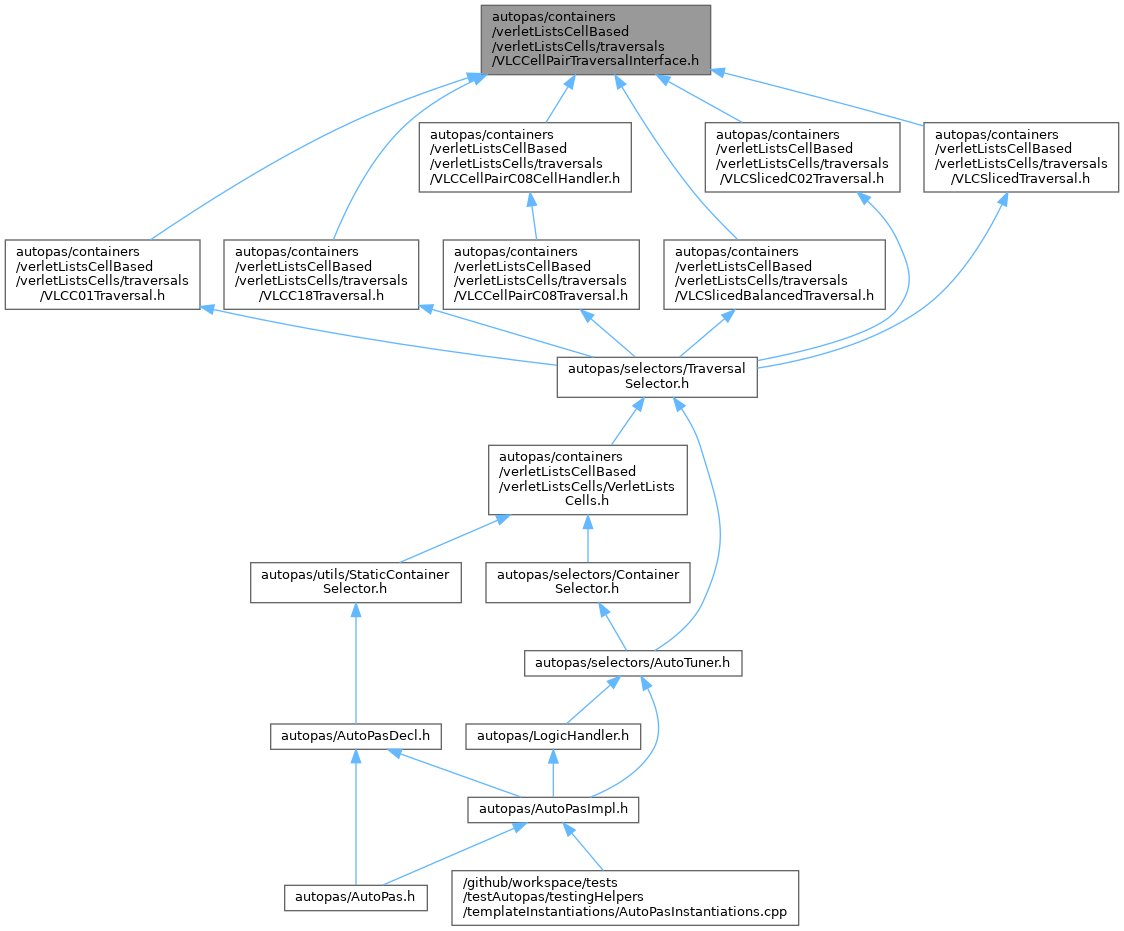 autopas/containers
/verletListsCellBased
/verletListsCells/traversals
/VLCCellPairTraversalInterface.h
autopas/containers
/verletListsCellBased
/verletListsCells/traversals
/VLCCellPairC08CellHandler.h
autopas/containers
/verletListsCellBased
/verletListsCells/traversals
/VLCSlicedC02Traversal.h
autopas/containers
/verletListsCellBased
/verletListsCells/traversals
/VLCSlicedTraversal.h
autopas/containers
/verletListsCellBased
/verletListsCells/traversals
/VLCC01Traversal.h
autopas/containers
/verletListsCellBased
/verletListsCells/traversals
/VLCC18Traversal.h
autopas/containers
/verletListsCellBased
/verletListsCells/traversals
/VLCCellPairC08Traversal.h
autopas/containers
/verletListsCellBased
/verletListsCells/traversals
/VLCSlicedBalancedTraversal.h
autopas/selectors/Traversal
Selector.h
autopas/containers
/verletListsCellBased
/verletListsCells/VerletLists
Cells.h
autopas/utils/StaticContainer
Selector.h
autopas/selectors/Container
Selector.h
autopas/selectors/AutoTuner.h
autopas/AutoPasDecl.h
autopas/LogicHandler.h
autopas/AutoPasImpl.h
autopas/AutoPas.h
/github/workspace/tests
/testAutopas/testingHelpers
/templateInstantiations/AutoPasInstantiations.cpp